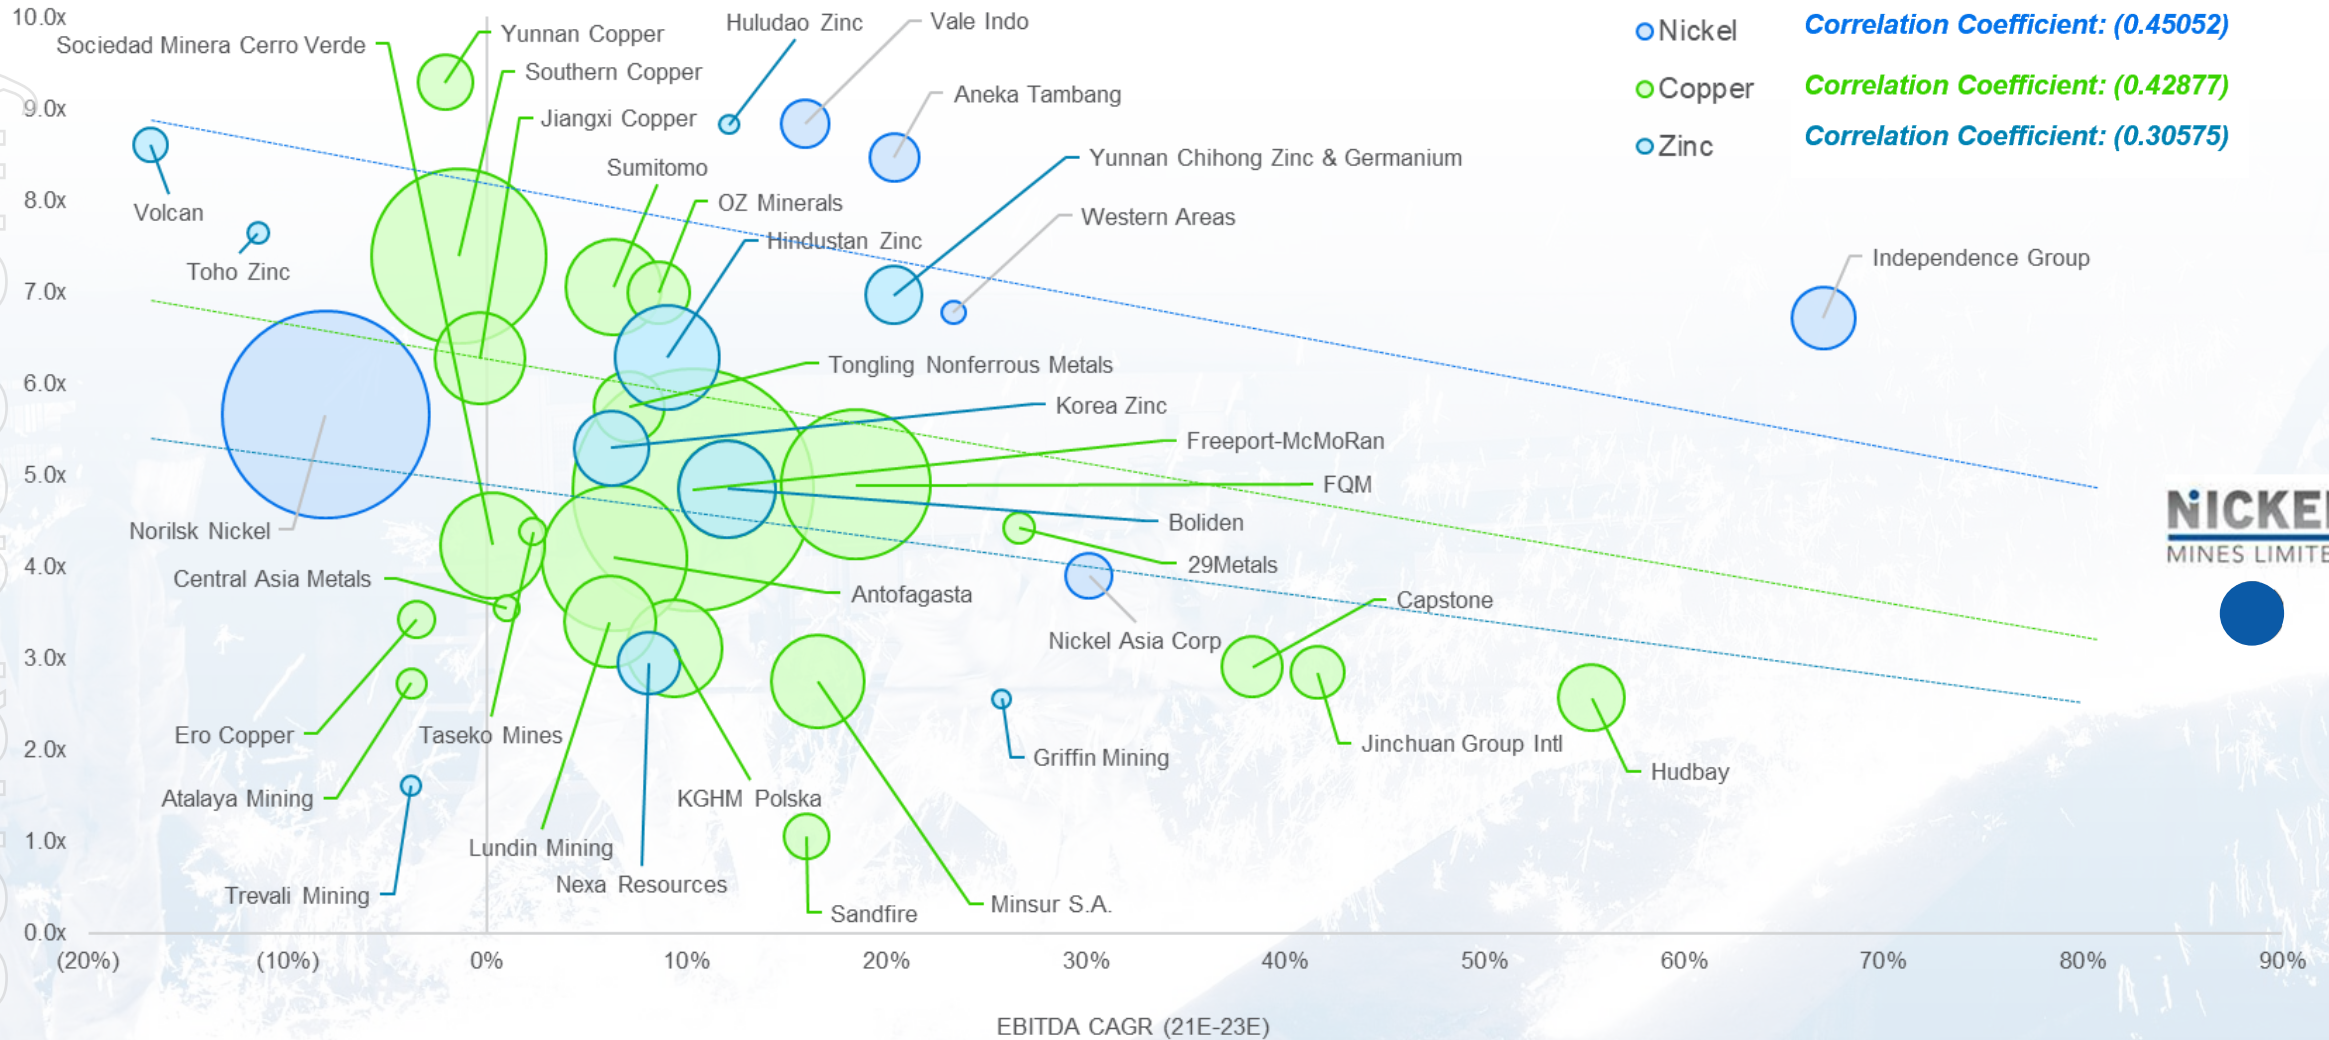 10.0x
9.0x
8.0x
7.0x
6.0x
5.0x
4.0x
3.0x
2.0x
1.0x
0.0x
(20%)
(10%)
0%
10%
20%
30%
40%
50%
60%
70%
80%
90%
EBITDA CAGR (21E-23E)
Nickel
Correlation Coefficient: (0.45052)
Copper
Correlation Coefficient: (0.42877)
Zinc
Correlation Coefficient: (0.30575)
Sociedad Minera Cerro Verde
Yunnan Copper
Southern Copper
Jiangxi Copper
Huludao Zinc
Vale Indo
Aneka Tambang
Sumitomo
OZ Minerals
Hindustan Zinc
Yunnan Chihong Zinc & Germanium
Western Areas
Independence Group
Volcan
Toho Zinc
Tongling Nonferrous Metals
Korea Zinc
Freeport-McMoRan
FQM
Boliden
29Metals
Norilsk Nickel
Central Asia Metals
Antofagasta
Nickel Asia Corp
Capstone
Ero Copper
Taseko Mines
Atalaya Mining
Griffin Mining
Jinchuan Group Intl
Hudbay
KGHM Polska
Lundin Mining
Nexa Resources
Trevali Mining
Sandfire
Minsur S.A.
NICKEL
MINES LIMITE